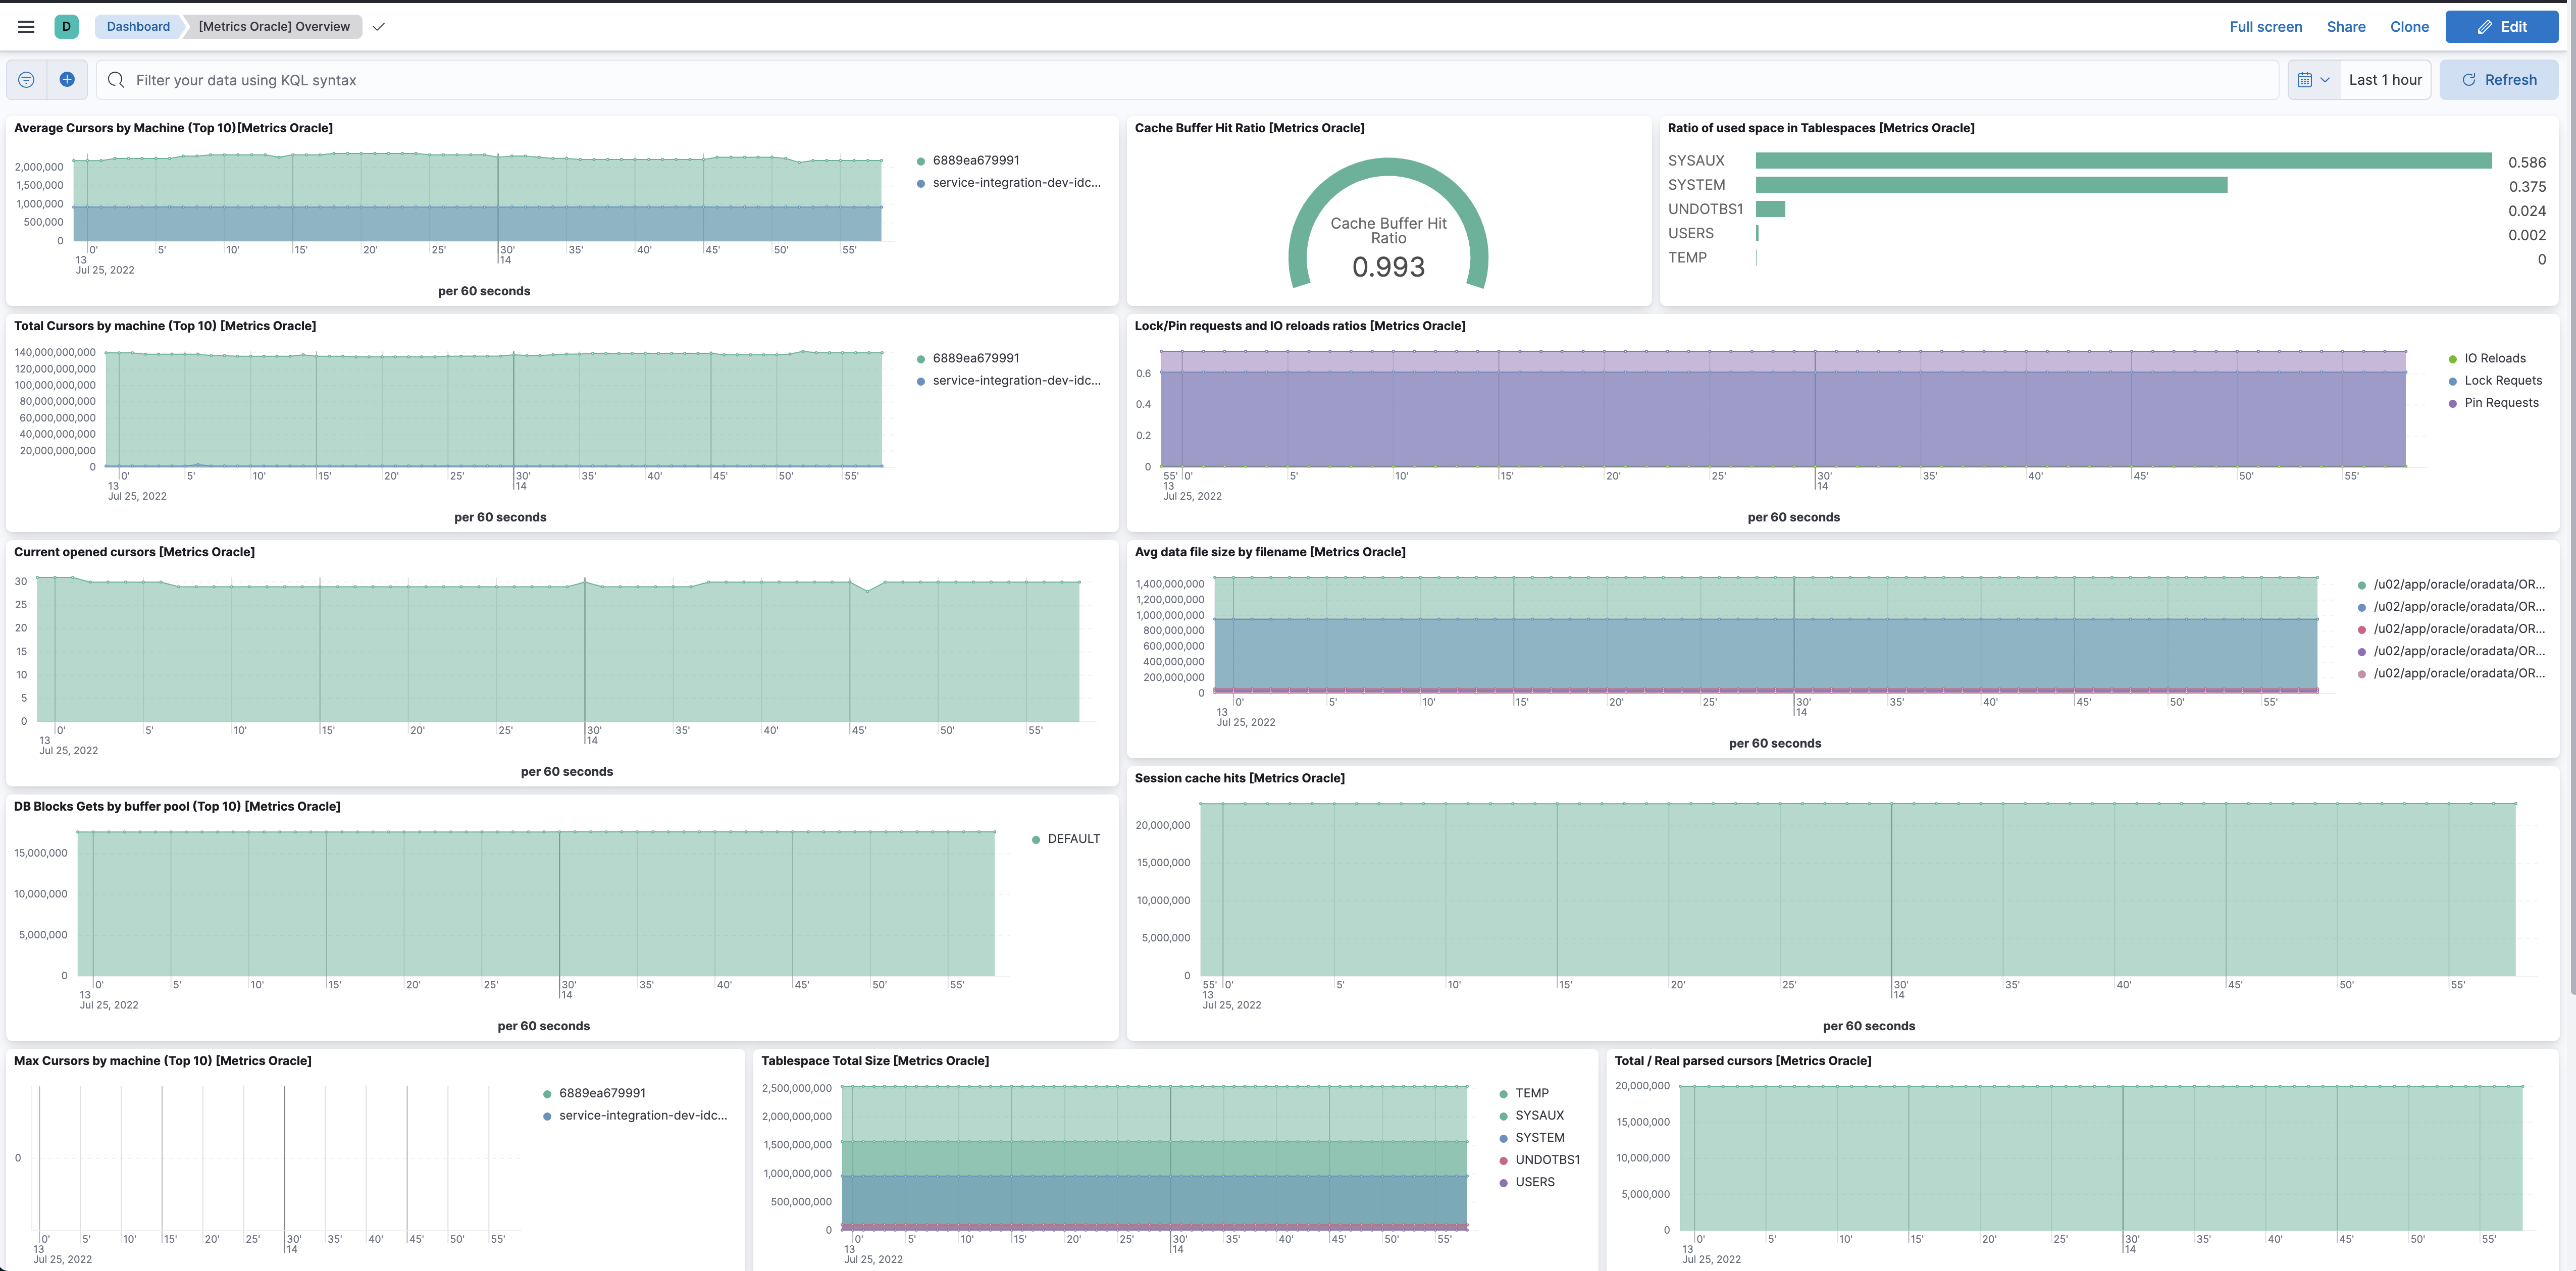 D Dashboard [Metrics Oracle] Overview Full screen Share Clone Edit
Filter your data using KQL syntax Last 1 hour Refresh
Average Cursors by Machine (Top 10)[Metrics Oracle]
2,000,000
1,500,000
1,000,000
500,000
0
0' 5' 10' 15' 20' 25' 30' 35' 40' 45' 50' 55'
13 14
Jul 25, 2022
per 60 seconds
6889ea679991
service-integration-dev-idc...
Cache Buffer Hit Ratio [Metrics Oracle]
Cache Buffer Hit
Ratio
0.993
Ratio of used space in Tablespaces [Metrics Oracle]
SYSAUX 0.586
SYSTEM 0.375
UNDOTBS1 0.024
USERS 0.002
TEMP 0
Total Cursors by machine (Top 10) [Metrics Oracle]
140,000,000,000
120,000,000,000
100,000,000,000
80,000,000,000
60,000,000,000
40,000,000,000
20,000,000,000
0
0' 5' 10' 15' 20' 25' 30' 35' 40' 45' 50' 55'
13 14
Jul 25, 2022
per 60 seconds
6889ea679991
service-integration-dev-idc...
Lock/Pin requests and IO reloads ratios [Metrics Oracle]
0.6
0.4
0.2
0
55' 0' 5' 10' 15' 20' 25' 30' 35' 40' 45' 50' 55'
13 14
Jul 25, 2022
per 60 seconds
IO Reloads
Lock Requets
Pin Requests
Current opened cursors [Metrics Oracle]
30
25
20
15
10
5
0
0' 5' 10' 15' 20' 25' 30' 35' 40' 45' 50' 55'
13 14
Jul 25, 2022
per 60 seconds
Avg data file size by filename [Metrics Oracle]
1,400,000,000
1,200,000,000
1,000,000,000
800,000,000
600,000,000
400,000,000
200,000,000
0
0' 5' 10' 15' 20' 25' 30' 35' 40' 45' 50' 55'
13 14
Jul 25, 2022
per 60 seconds
/u02/app/oracle/oradata/OR...
/u02/app/oracle/oradata/OR...
/u02/app/oracle/oradata/OR...
/u02/app/oracle/oradata/OR...
/u02/app/oracle/oradata/OR...
DB Blocks Gets by buffer pool (Top 10) [Metrics Oracle]
15,000,000
10,000,000
5,000,000
0
0' 5' 10' 15' 20' 25' 30' 35' 40' 45' 50' 55'
13 14
Jul 25, 2022
per 60 seconds
DEFAULT
Session cache hits [Metrics Oracle]
20,000,000
15,000,000
10,000,000
5,000,000
0
55' 0' 5' 10' 15' 20' 25' 30' 35' 40' 45' 50' 55'
13 14
Jul 25, 2022
per 60 seconds
Max Cursors by machine (Top 10) [Metrics Oracle]
0
0' 5' 10' 15' 20' 25' 30' 35' 40' 45' 50' 55'
13 14
Jul 25, 2022
6889ea679991
service-integration-dev-idc...
Tablespace Total Size [Metrics Oracle]
2,500,000,000
2,000,000,000
1,500,000,000
1,000,000,000
500,000,000
0
0' 5' 10' 15' 20' 25' 30' 35' 40' 45' 50' 55'
13 14
Jul 25, 2022
TEMP
SYSAUX
SYSTEM
UNDOTBS1
USERS
Total / Real parsed cursors [Metrics Oracle]
20,000,000
15,000,000
10,000,000
5,000,000
0
0' 5' 10' 15' 20' 25' 30' 35' 40' 45' 50' 55'
13 14
Jul 25, 2022